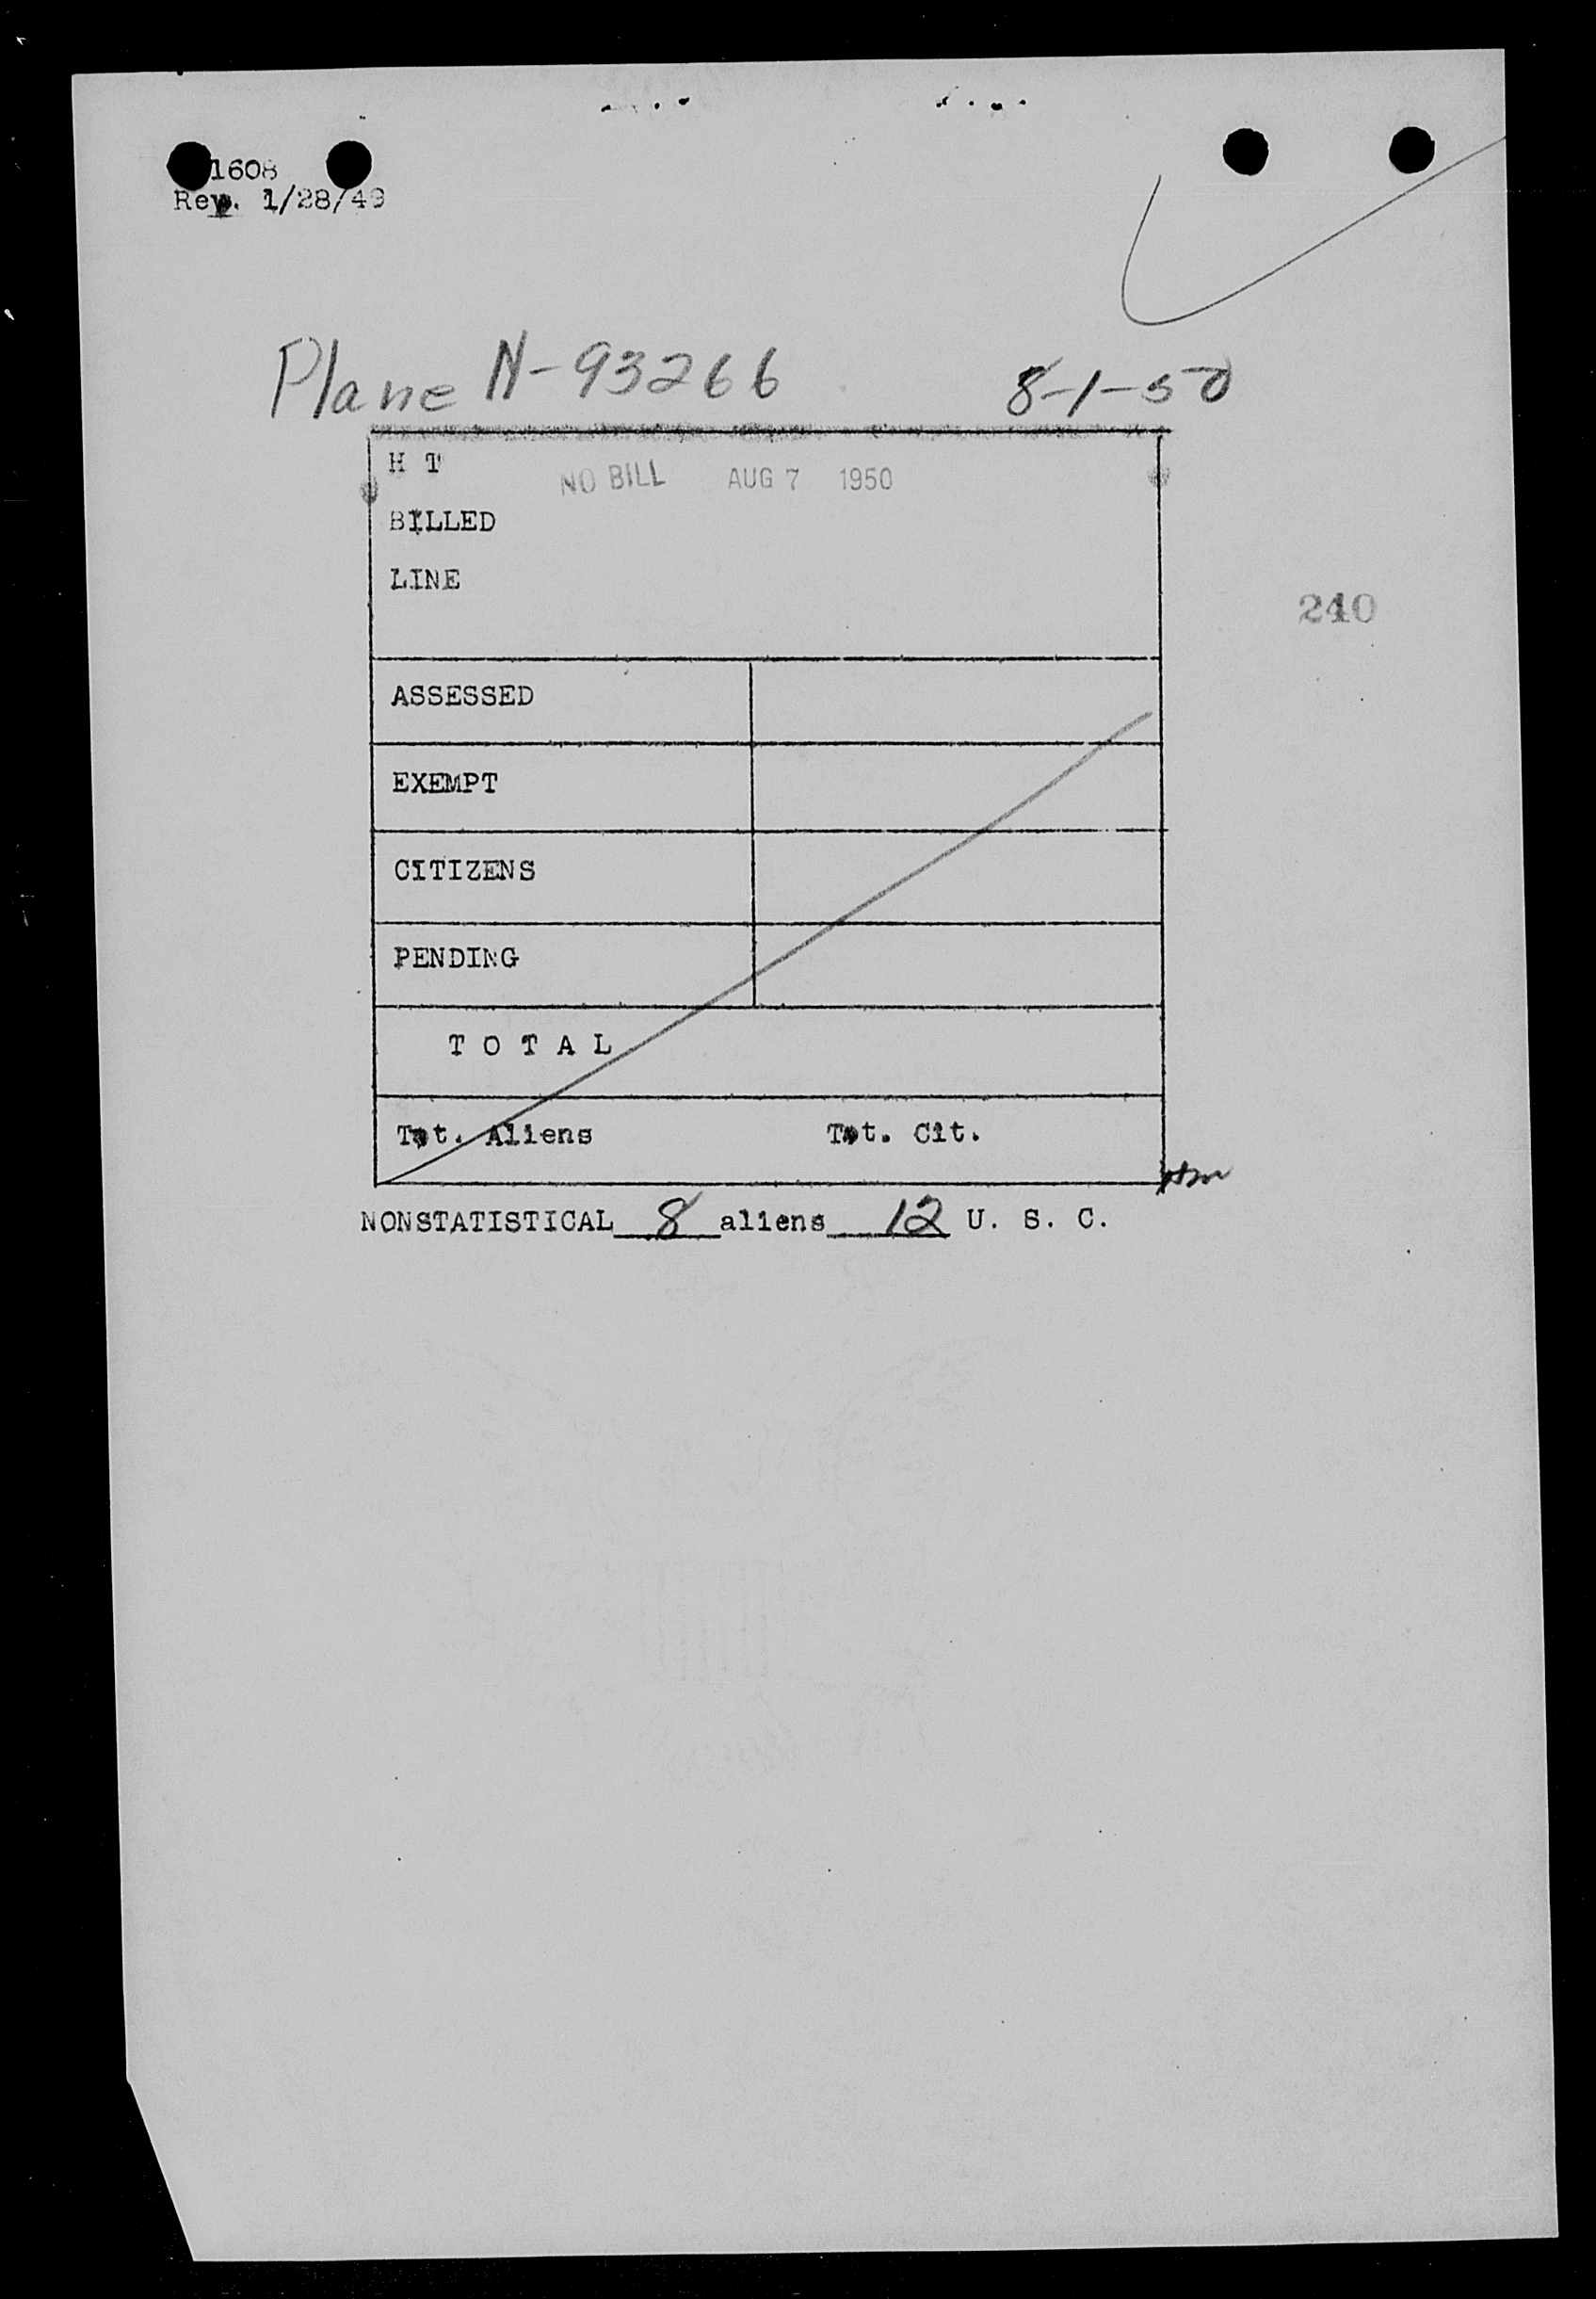 1608
Rev. 1/28/49
Plane N-93266 8-1-50
H T
NO BILL AUG 7 1950
BILLED
LINE
240
ASSESSED
EXEMPT
CITIZENS
PENDING
T O T A L
Tot. Aliens Tot. Cit.
NONSTATISTICAL 8 aliens 12 U. S. C.